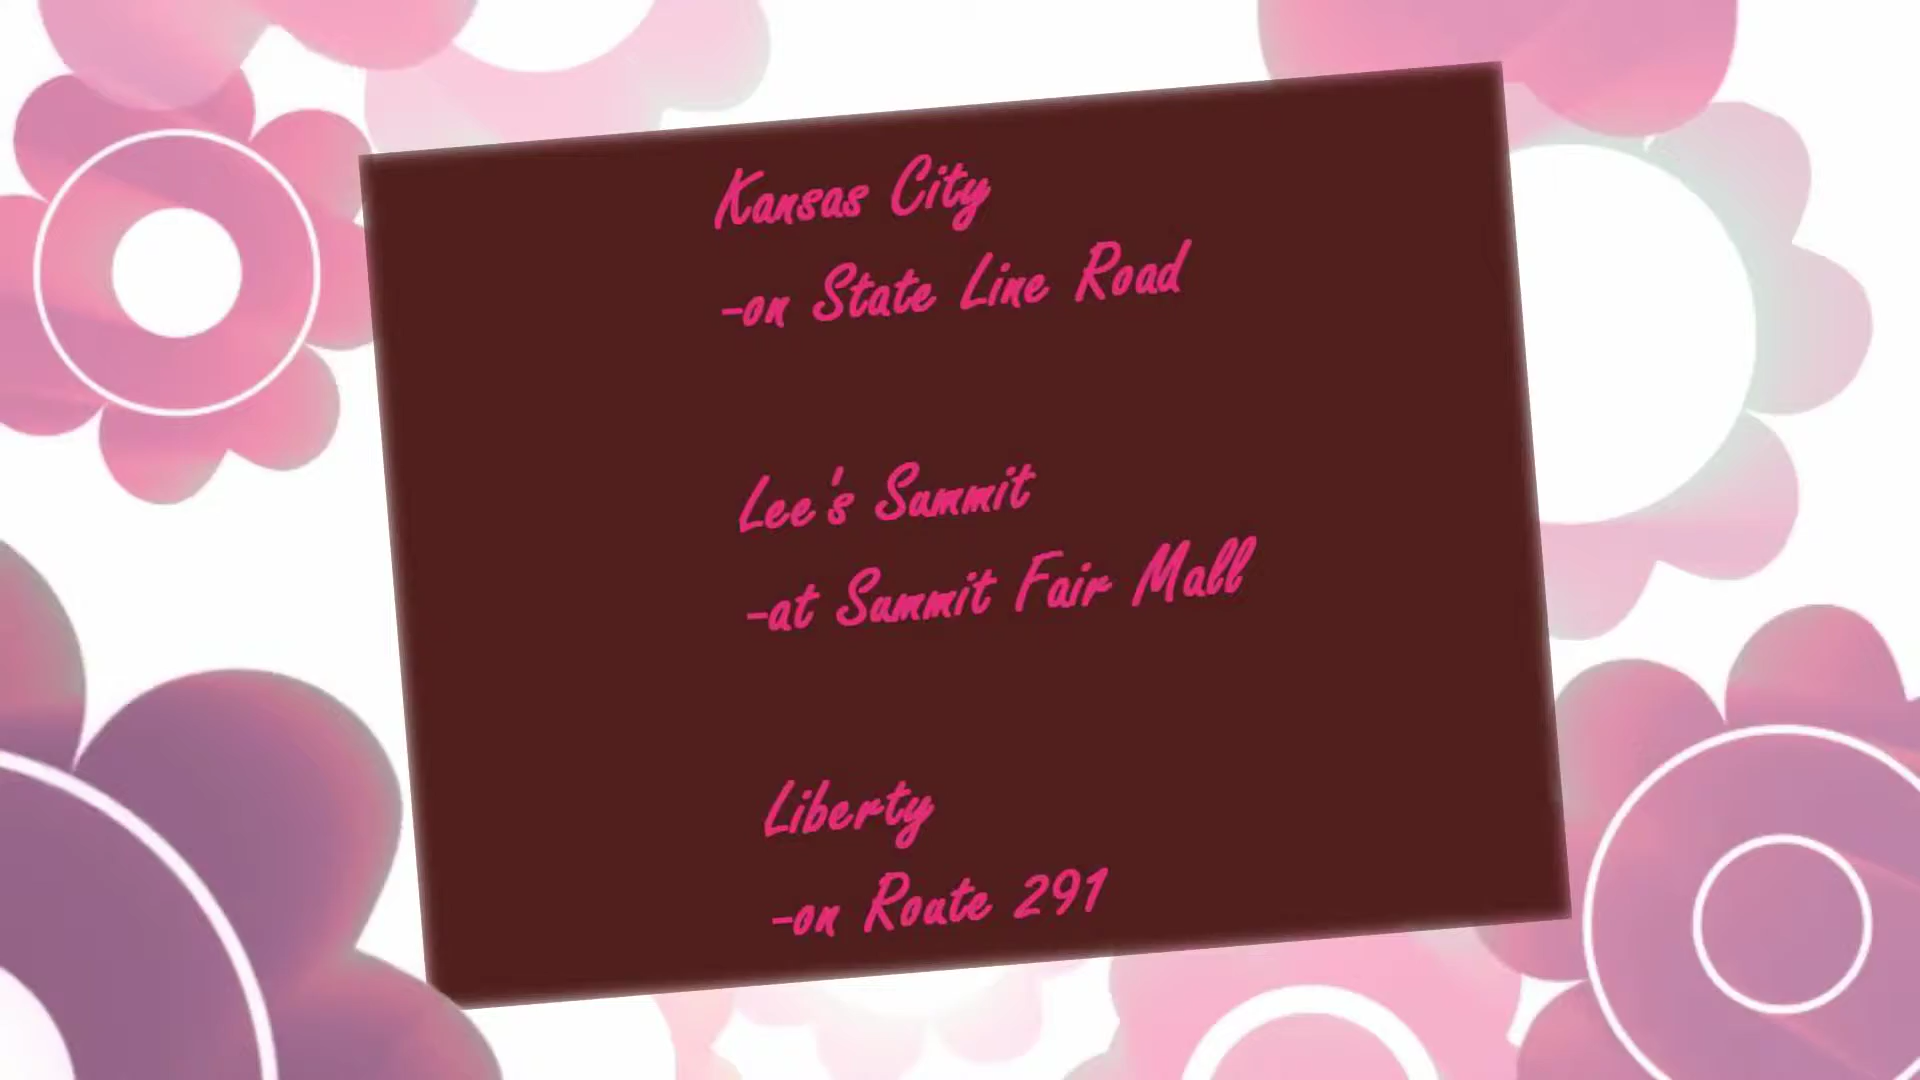 Kansas City
-on State Line Road
Lee's Summit
-at Summit Fair Mall
Liberty
-on Route 291